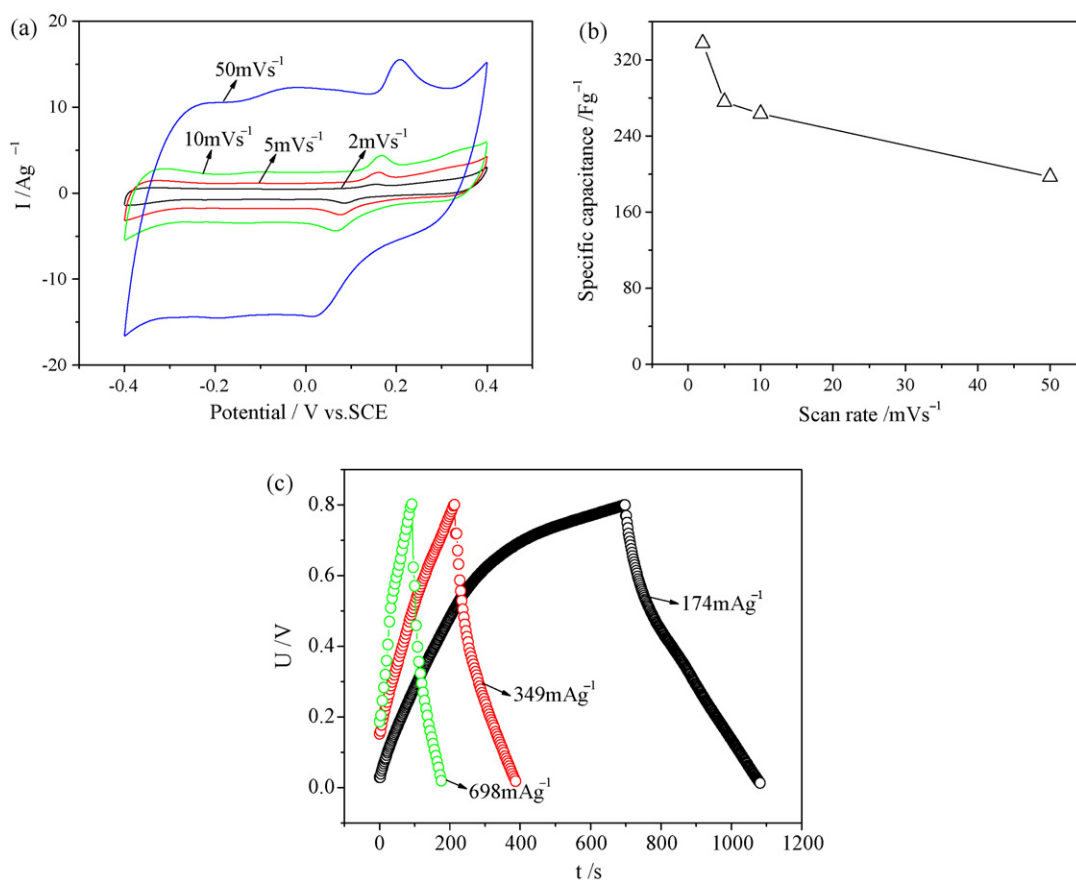 (a)
20
10
0
-10
-20
I /Ag⁻¹
50mVs⁻¹
10mVs⁻¹
5mVs⁻¹
2mVs⁻¹
-0.4
-0.2
0.0
0.2
0.4
Potential / V vs.SCE
(b)
320
240
160
80
0
Specific capacitance /Fg⁻¹
0
10
20
30
40
50
Scan rate /mVs⁻¹
(c)
0.8
0.6
0.4
0.2
0.0
U /V
174mAg⁻¹
349mAg⁻¹
698mAg⁻¹
0
200
400
600
800
1000
1200
t /s